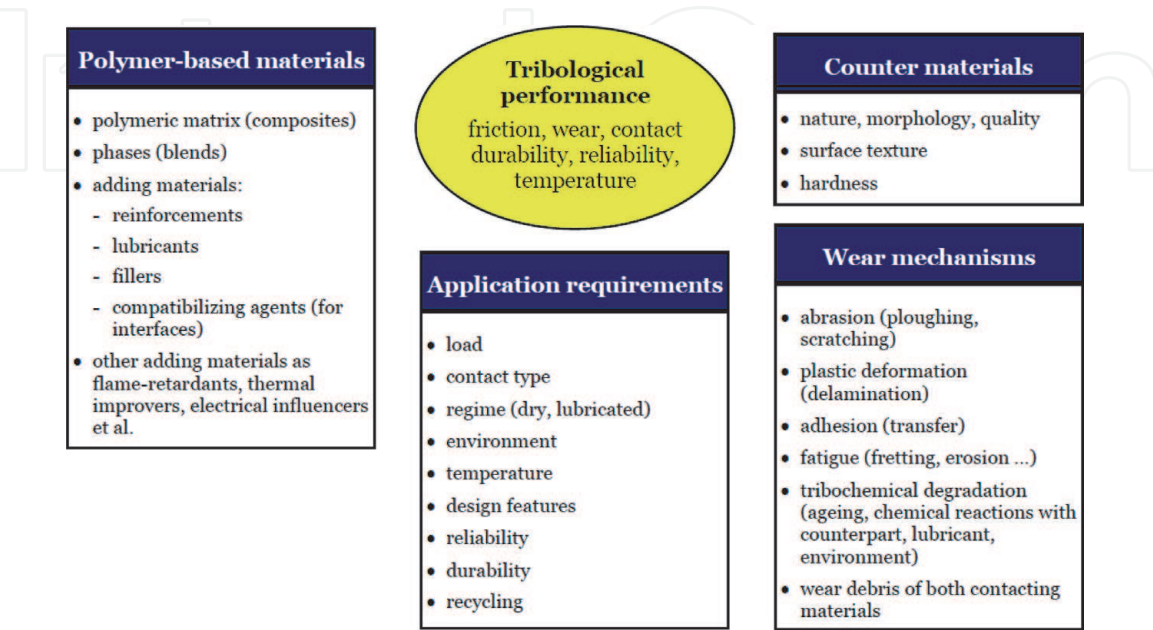 Polymer-based materials
• polymeric matrix (composites)
• phases (blends)
• adding materials:
- reinforcements
- lubricants
- fillers
- compatibilizing agents (for
interfaces)
• other adding materials as
flame-retardants, thermal
improvers, electrical influencers
et al.
Tribological
performance
friction, wear, contact
durability, reliability,
temperature
Application requirements
• load
• contact type
• regime (dry, lubricated)
• environment
• temperature
• design features
• reliability
• durability
• recycling
Counter materials
• nature, morphology, quality
• surface texture
• hardness
Wear mechanisms
• abrasion (ploughing,
scratching)
• plastic deformation
(delamination)
• adhesion (transfer)
• fatigue (fretting, erosion ...)
• tribochemical degradation
(ageing, chemical reactions with
counterpart, lubricant,
environment)
• wear debris of both contacting
materials